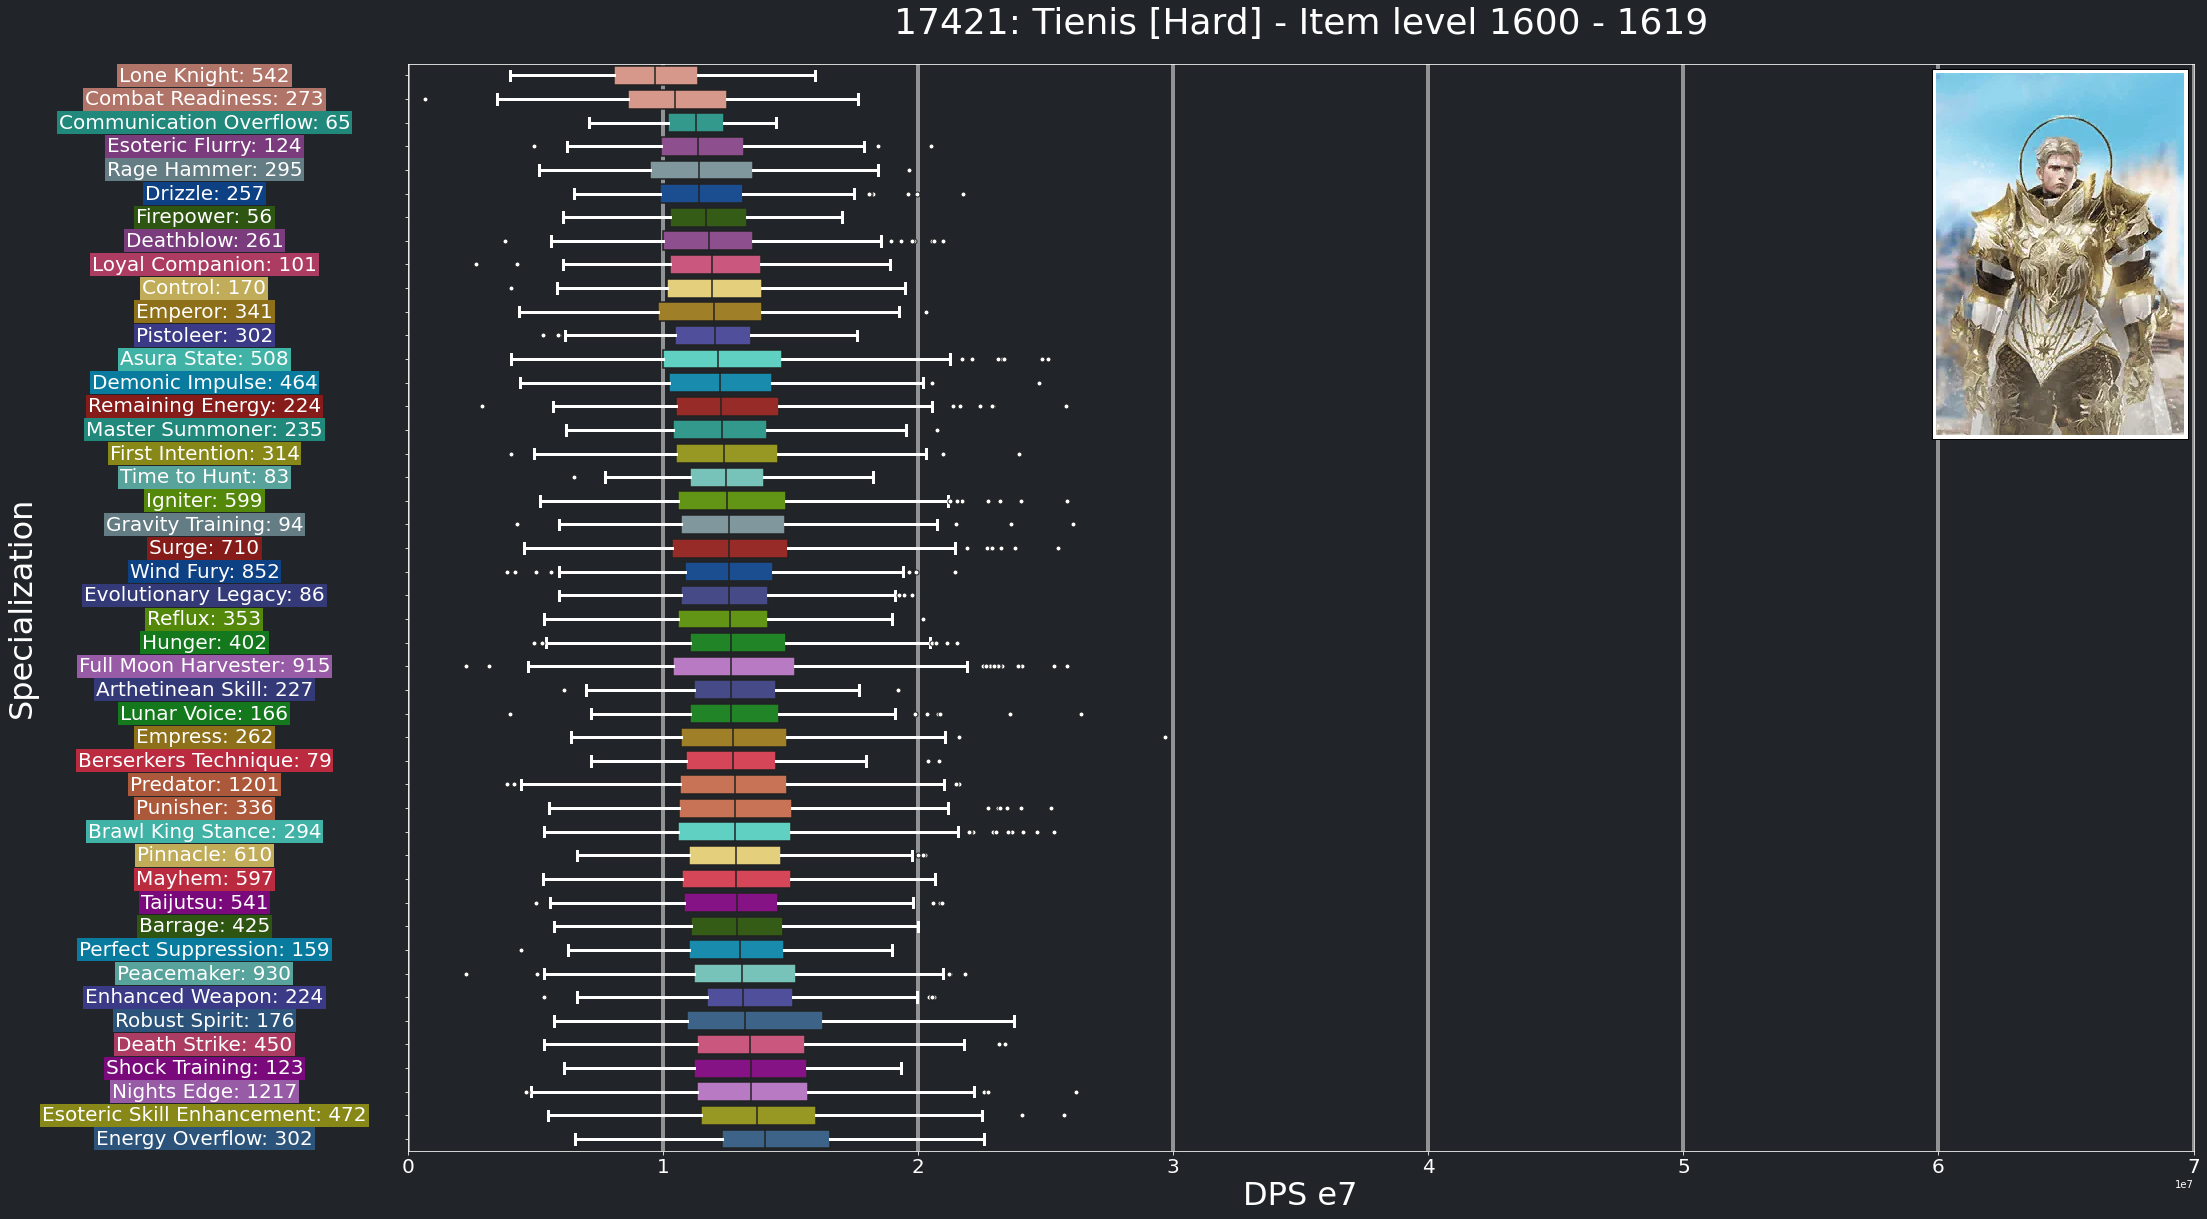 17421: Tienis [Hard] - Item level 1600 - 1619
Specialization
Lone Knight: 542
Combat Readiness: 273
Communication Overflow: 65
Esoteric Flurry: 124
Rage Hammer: 295
Drizzle: 257
Firepower: 56
Deathblow: 261
Loyal Companion: 101
Control: 170
Emperor: 341
Pistoleer: 302
Asura State: 508
Demonic Impulse: 464
Remaining Energy: 224
Master Summoner: 235
First Intention: 314
Time to Hunt: 83
Igniter: 599
Gravity Training: 94
Surge: 710
Wind Fury: 852
Evolutionary Legacy: 86
Reflux: 353
Hunger: 402
Full Moon Harvester: 915
Arthetinean Skill: 227
Lunar Voice: 166
Empress: 262
Berserkers Technique: 79
Predator: 1201
Punisher: 336
Brawl King Stance: 294
Pinnacle: 610
Mayhem: 597
Taijutsu: 541
Barrage: 425
Perfect Suppression: 159
Peacemaker: 930
Enhanced Weapon: 224
Robust Spirit: 176
Death Strike: 450
Shock Training: 123
Nights Edge: 1217
Esoteric Skill Enhancement: 472
Energy Overflow: 302
0 1 2 3 4 5 6 7
1e7
DPS e7